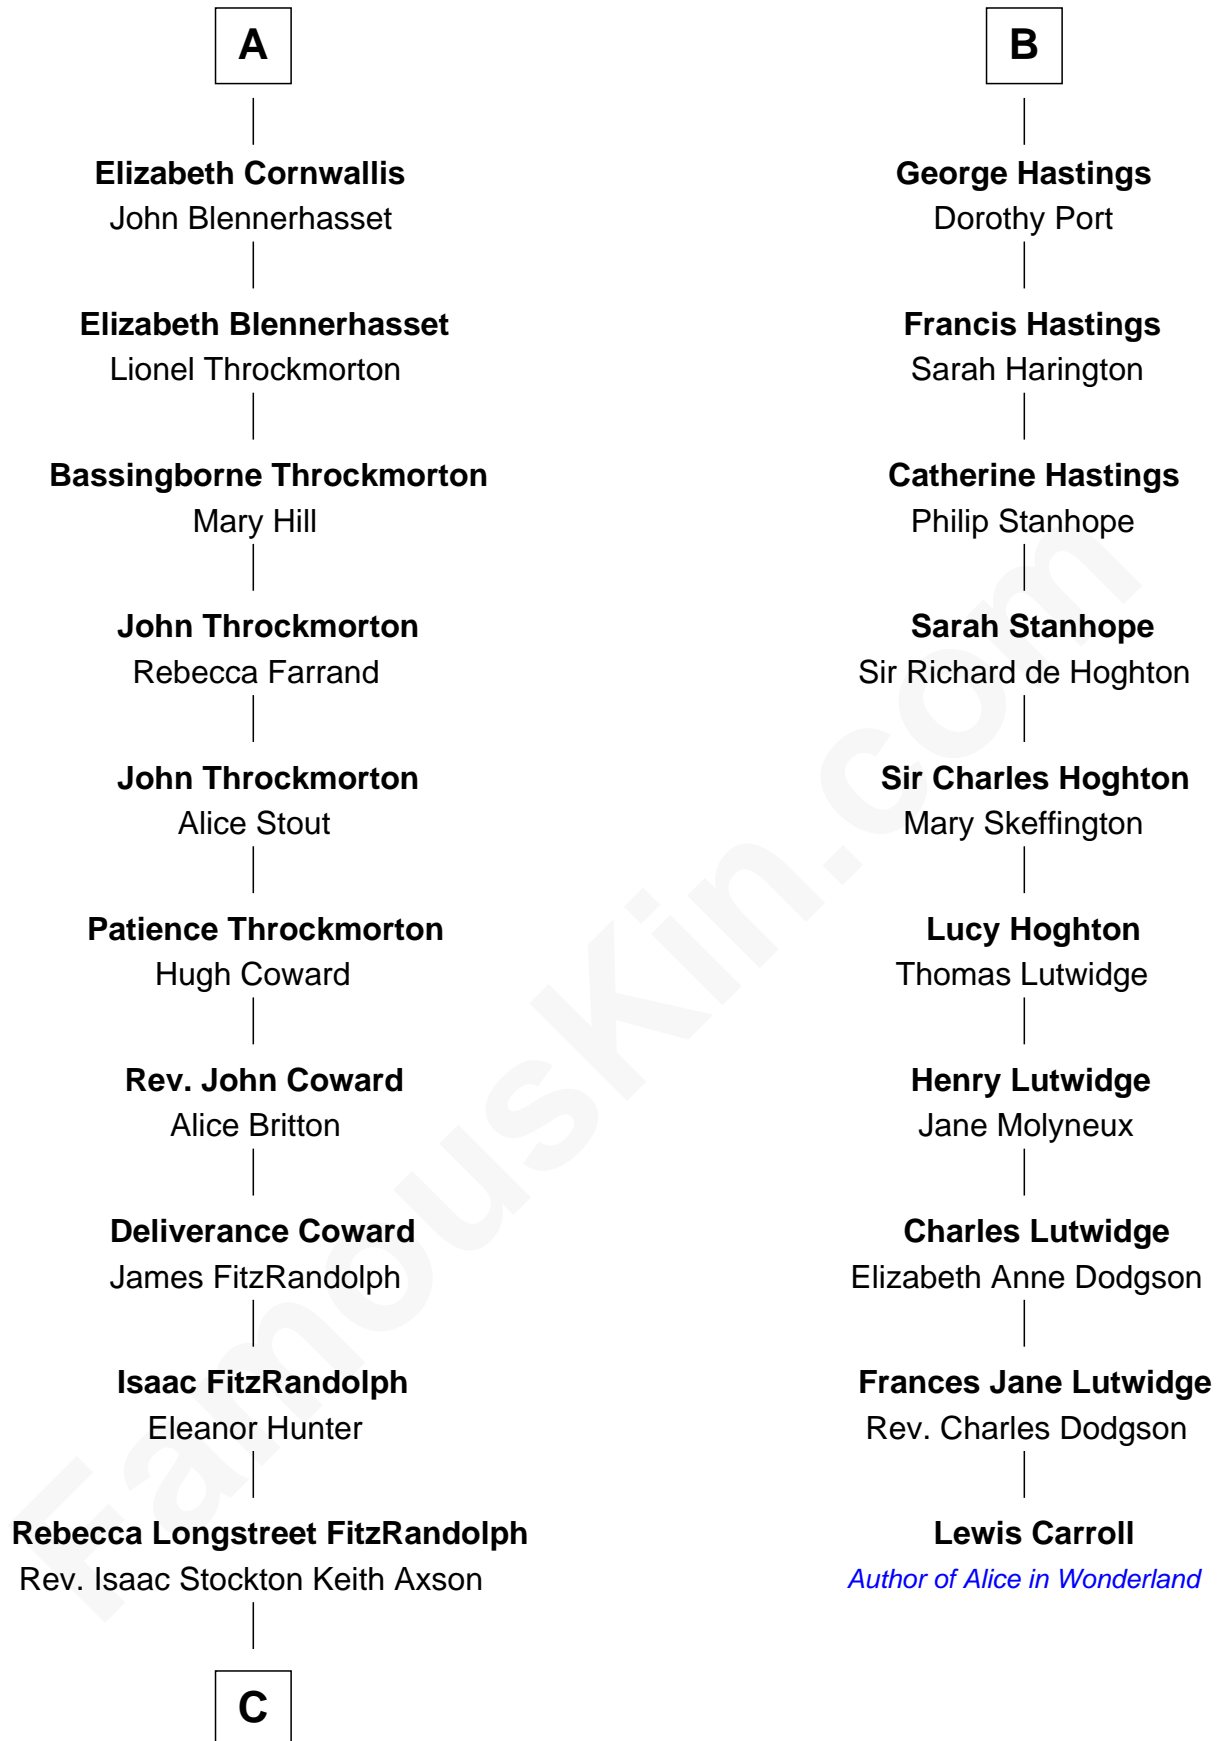 A
Elizabeth Cornwallis
John Blennerhasset
Elizabeth Blennerhasset
Lionel Throckmorton
Bassingborne Throckmorton
Mary Hill
John Throckmorton
Rebecca Farrand
John Throckmorton
Alice Stout
Patience Throckmorton
Hugh Coward
Rev. John Coward
Alice Britton
Deliverance Coward
James FitzRandolph
Isaac FitzRandolph
Eleanor Hunter
Rebecca Longstreet FitzRandolph
Rev. Isaac Stockton Keith Axson
C
B
George Hastings
Dorothy Port
Francis Hastings
Sarah Harington
Catherine Hastings
Philip Stanhope
Sarah Stanhope
Sir Richard de Hoghton
Sir Charles Hoghton
Mary Skeffington
Lucy Hoghton
Thomas Lutwidge
Henry Lutwidge
Jane Molyneux
Charles Lutwidge
Elizabeth Anne Dodgson
Frances Jane Lutwidge
Rev. Charles Dodgson
Lewis Carroll
Author of Alice in Wonderland
FamousKin.com